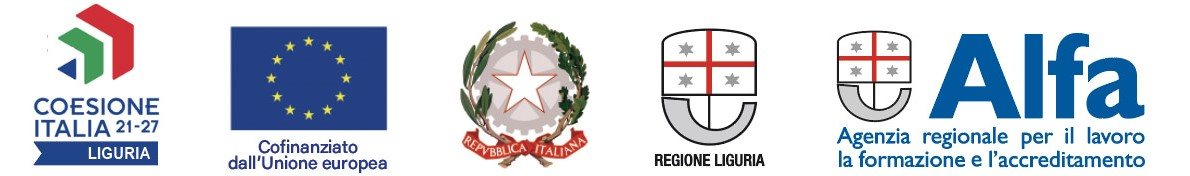 COESIONE
ITALIA 21-27
LIGURIA
Cofinanziato
dall'Unione europea
REPVBBLICA ITALIANA
REGIONE LIGURIA
Alfa
Agenzia regionale per il lavoro
la formazione e l'accreditamento